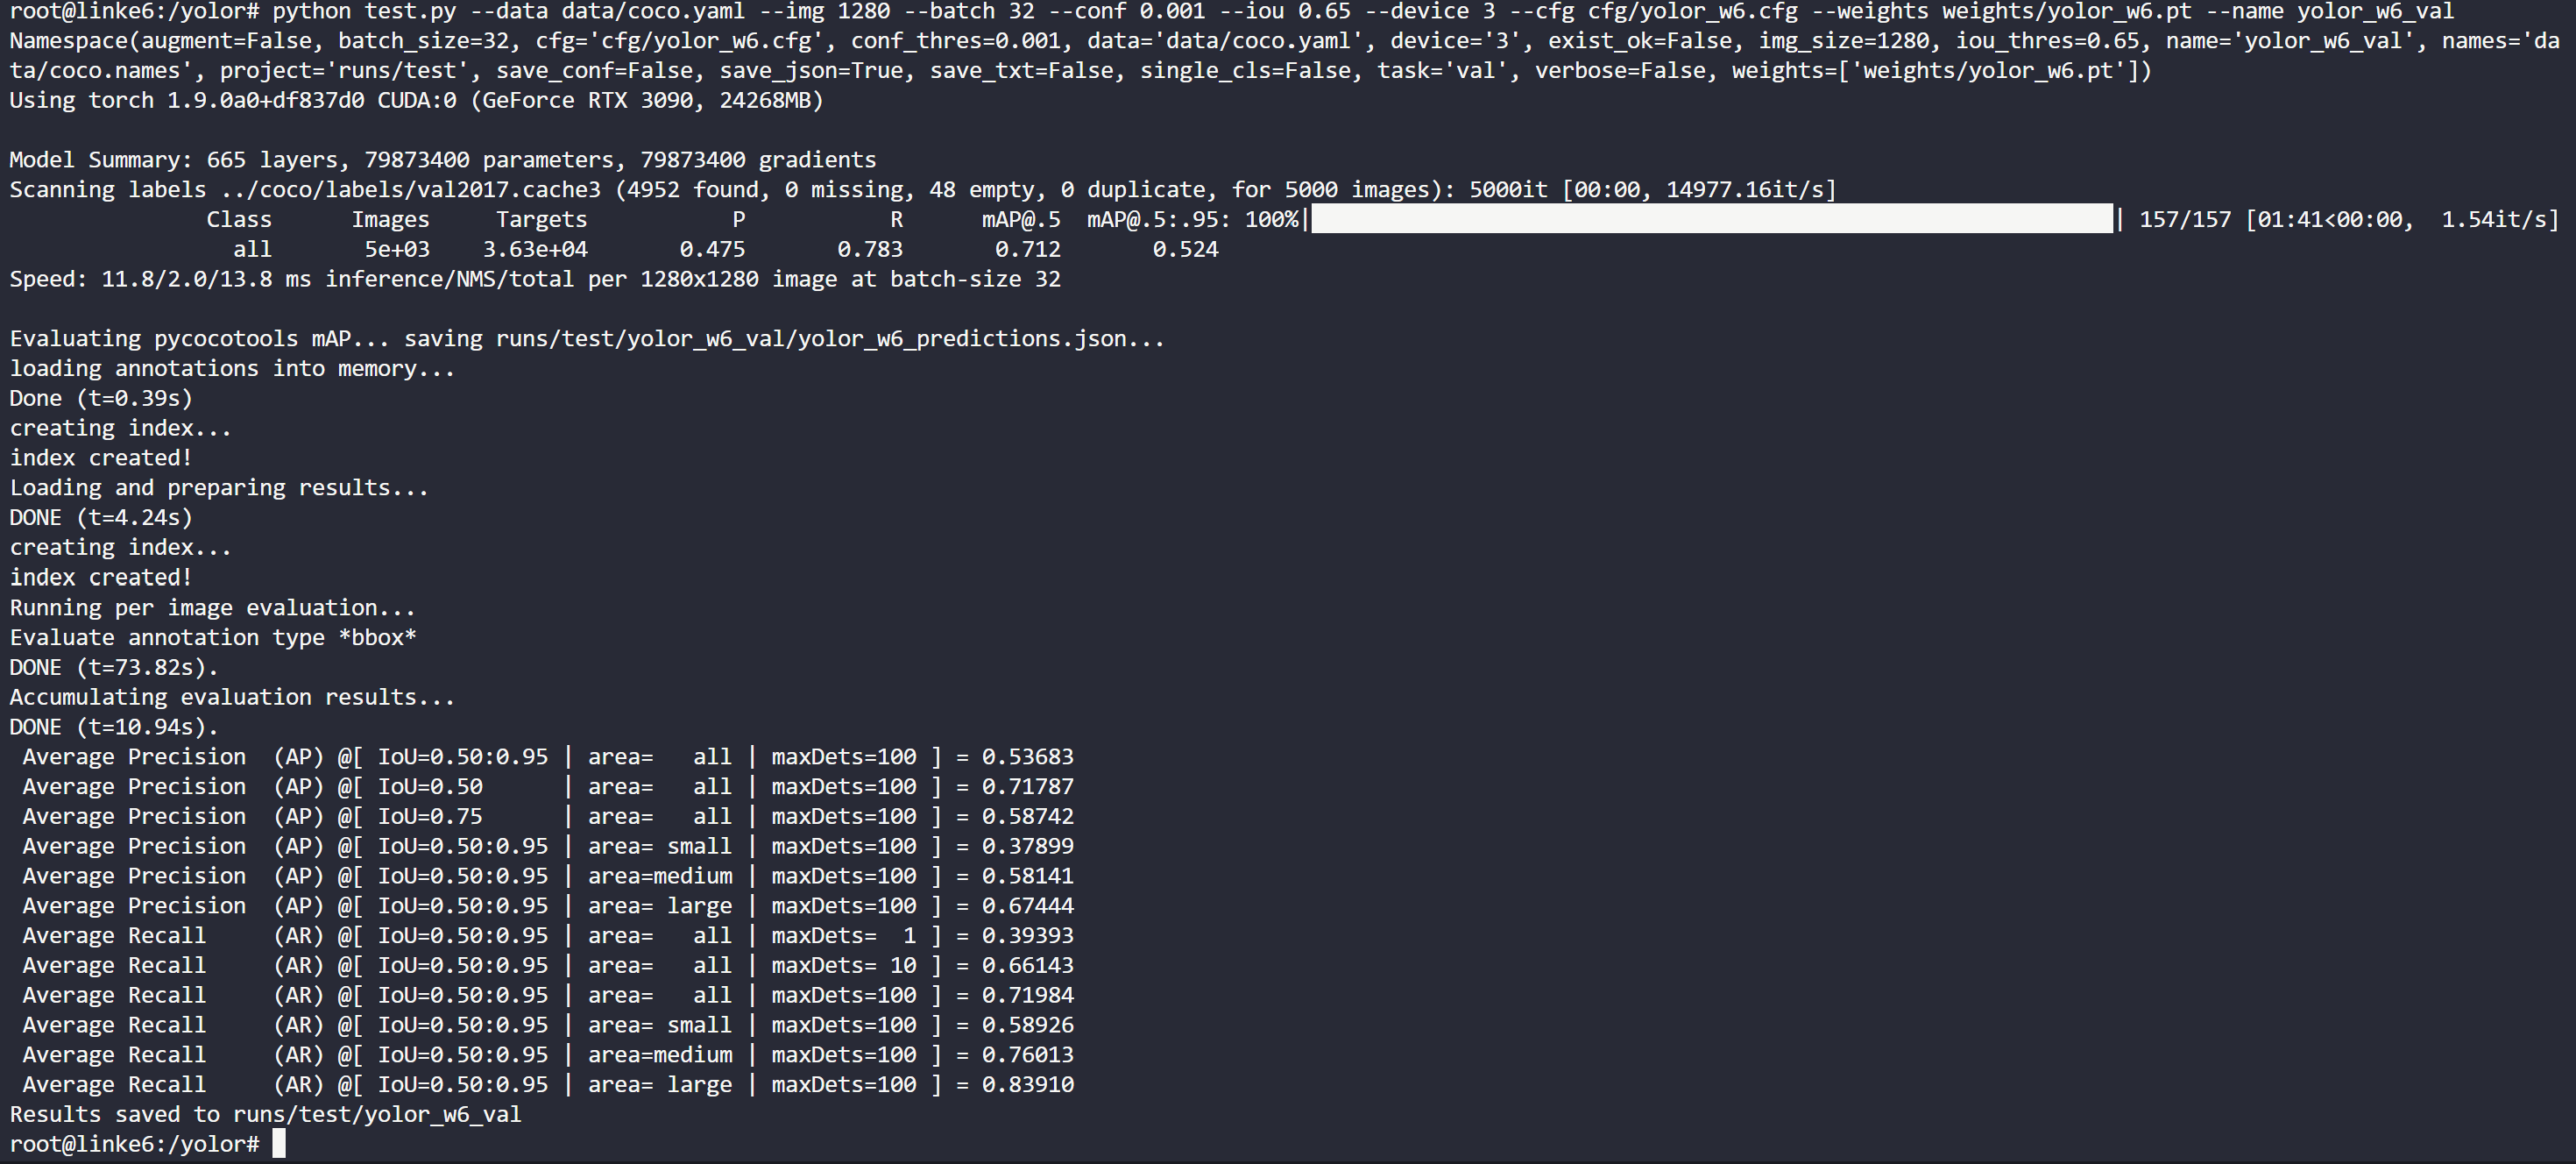 root@linke6:/yolor# python test.py --data data/coco.yaml --img 1280 --batch 32 --conf 0.001 --iou 0.65 --device 3 --cfg cfg/yolor_w6.cfg --weights weights/yolor_w6.pt --name yolor_w6_val
Namespace(augment=False, batch_size=32, cfg='cfg/yolor_w6.cfg', conf_thres=0.001, data='data/coco.yaml', device='3', exist_ok=False, img_size=1280, iou_thres=0.65, name='yolor_w6_val', names='da
ta/coco.names', project='runs/test', save_conf=False, save_json=True, save_txt=False, single_cls=False, task='val', verbose=False, weights=['weights/yolor_w6.pt'])
Using torch 1.9.0a0+df837d0 CUDA:0 (GeForce RTX 3090, 24268MB)
Model Summary: 665 layers, 79873400 parameters, 79873400 gradients
Scanning labels ../coco/labels/val2017.cache3 (4952 found, 0 missing, 48 empty, 0 duplicate, for 5000 images): 5000it [00:00, 14977.16it/s]
Class Images Targets P R mAP@.5 mAP@.5:.95: 100%| | 157/157 [01:41<00:00, 1.54it/s]
all 5e+03 3.63e+04 0.475 0.783 0.712 0.524
Speed: 11.8/2.0/13.8 ms inference/NMS/total per 1280x1280 image at batch-size 32
Evaluating pycocotools mAP... saving runs/test/yolor_w6_val/yolor_w6_predictions.json...
loading annotations into memory...
Done (t=0.39s)
creating index...
index created!
Loading and preparing results...
DONE (t=4.24s)
creating index...
index created!
Running per image evaluation...
Evaluate annotation type *bbox*
DONE (t=73.82s).
Accumulating evaluation results...
DONE (t=10.94s).
Average Precision (AP) @[ IoU=0.50:0.95 | area= all | maxDets=100 ] = 0.53683
Average Precision (AP) @[ IoU=0.50 | area= all | maxDets=100 ] = 0.71787
Average Precision (AP) @[ IoU=0.75 | area= all | maxDets=100 ] = 0.58742
Average Precision (AP) @[ IoU=0.50:0.95 | area= small | maxDets=100 ] = 0.37899
Average Precision (AP) @[ IoU=0.50:0.95 | area=medium | maxDets=100 ] = 0.58141
Average Precision (AP) @[ IoU=0.50:0.95 | area= large | maxDets=100 ] = 0.67444
Average Recall (AR) @[ IoU=0.50:0.95 | area= all | maxDets= 1 ] = 0.39393
Average Recall (AR) @[ IoU=0.50:0.95 | area= all | maxDets= 10 ] = 0.66143
Average Recall (AR) @[ IoU=0.50:0.95 | area= all | maxDets=100 ] = 0.71984
Average Recall (AR) @[ IoU=0.50:0.95 | area= small | maxDets=100 ] = 0.58926
Average Recall (AR) @[ IoU=0.50:0.95 | area=medium | maxDets=100 ] = 0.76013
Average Recall (AR) @[ IoU=0.50:0.95 | area= large | maxDets=100 ] = 0.83910
Results saved to runs/test/yolor_w6_val
root@linke6:/yolor#